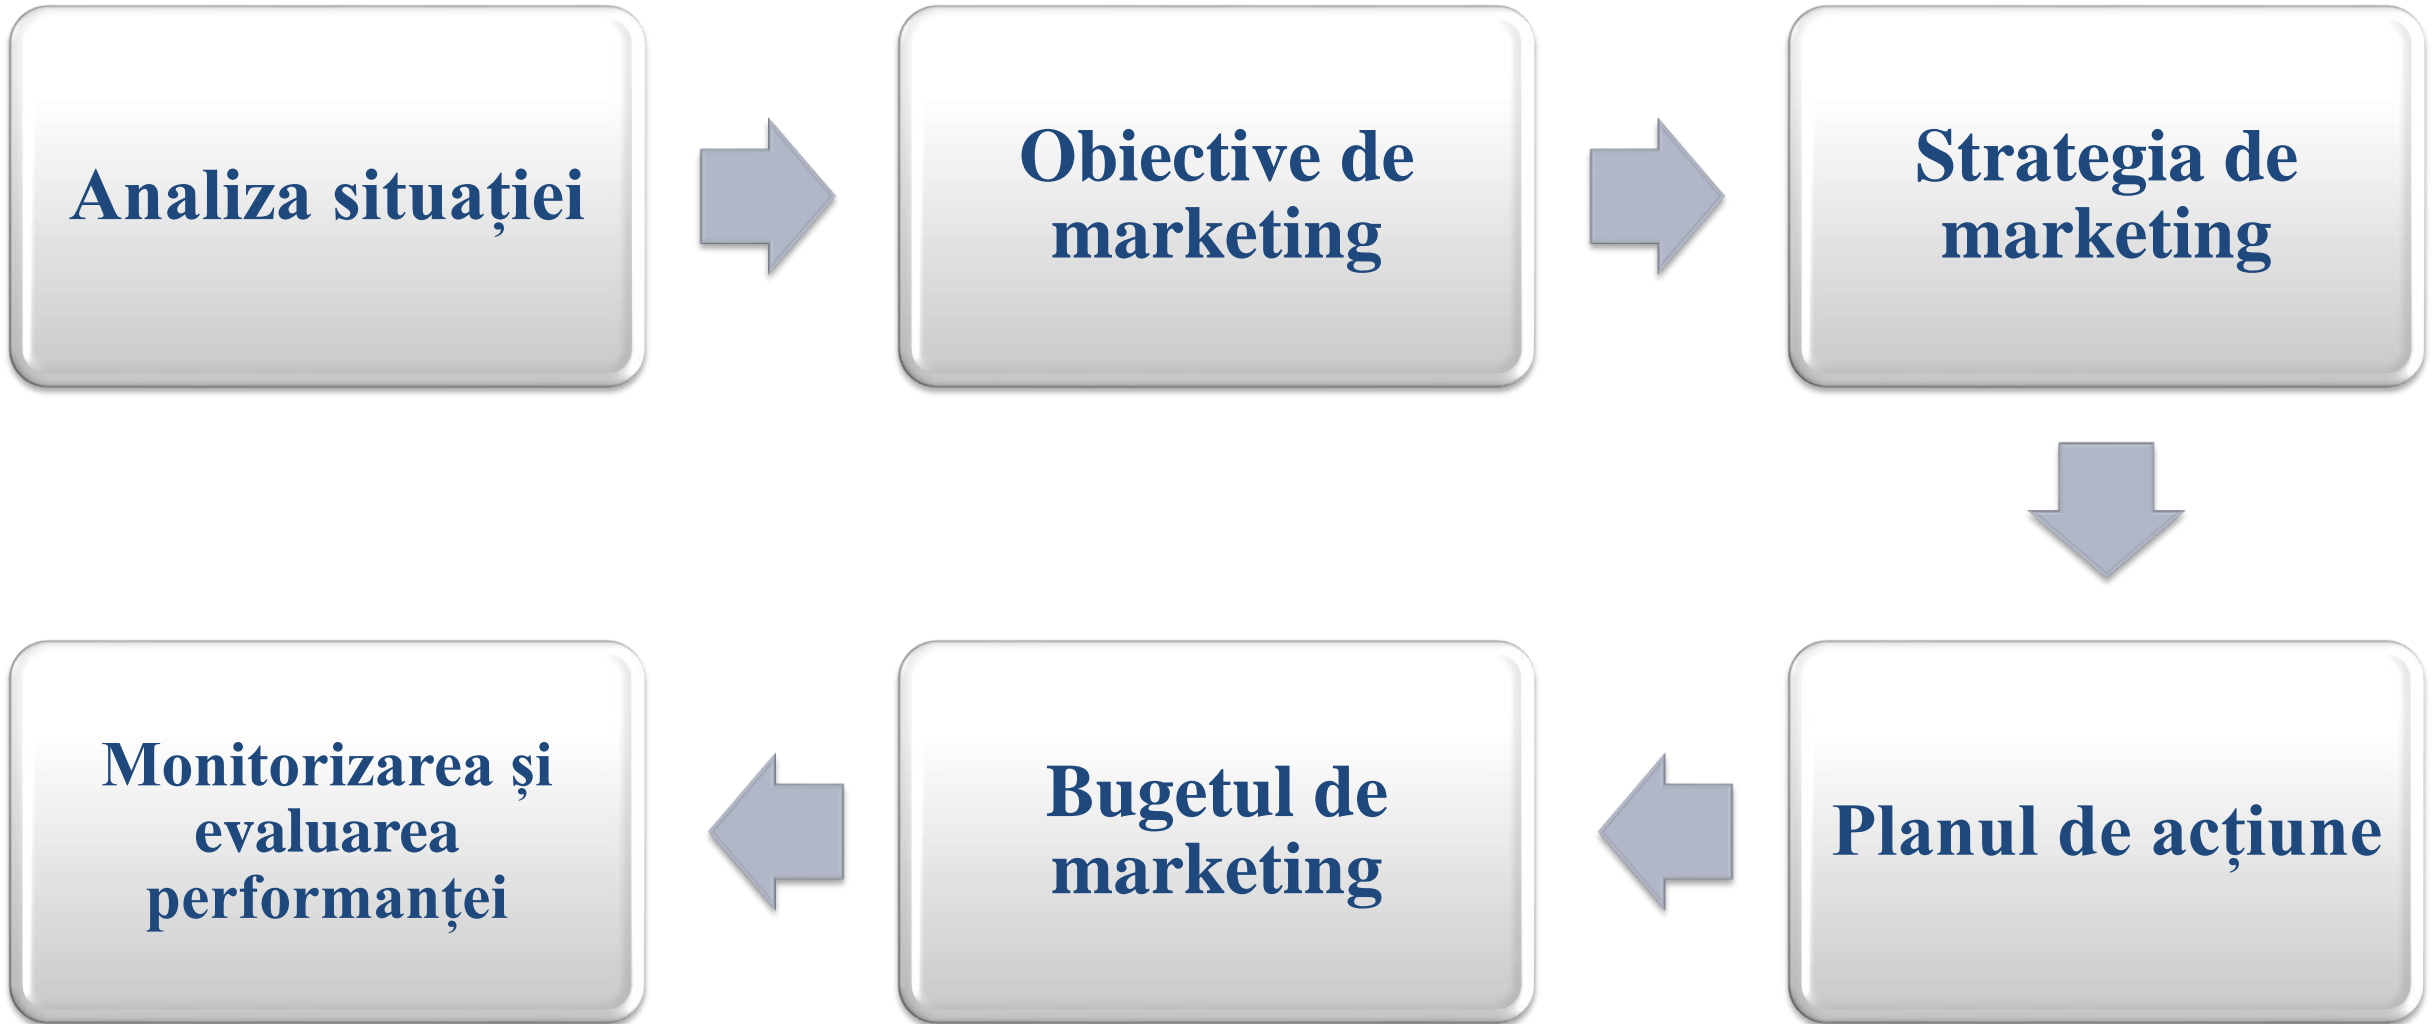 Analiza situației
Obiective de
marketing
Strategia de
marketing
Planul de acțiune
Bugetul de
marketing
Monitorizarea și
evaluarea
performanței